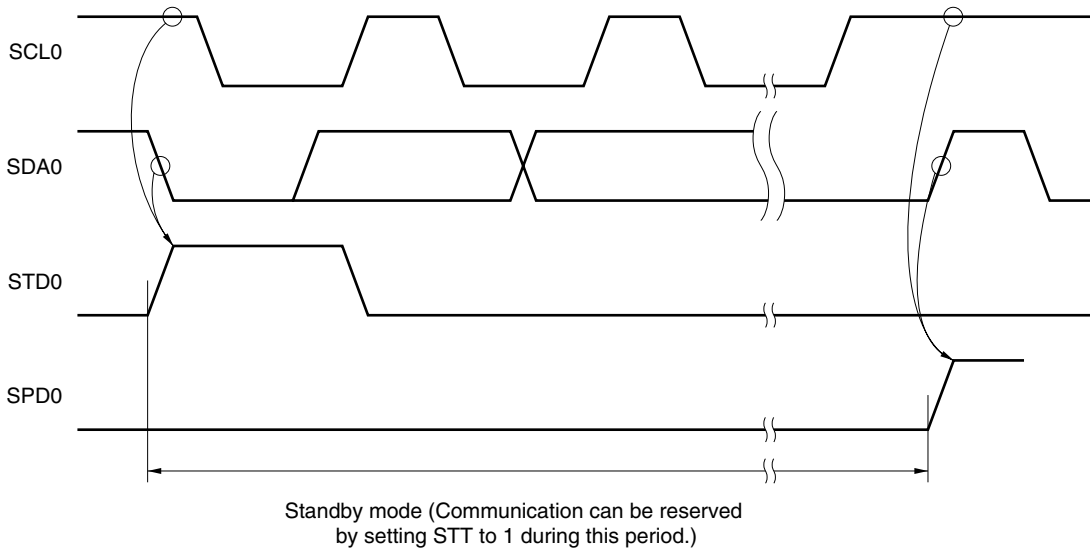 SCL0
SDA0
STD0
SPD0
Standby mode (Communication can be reserved
by setting STT to 1 during this period.)